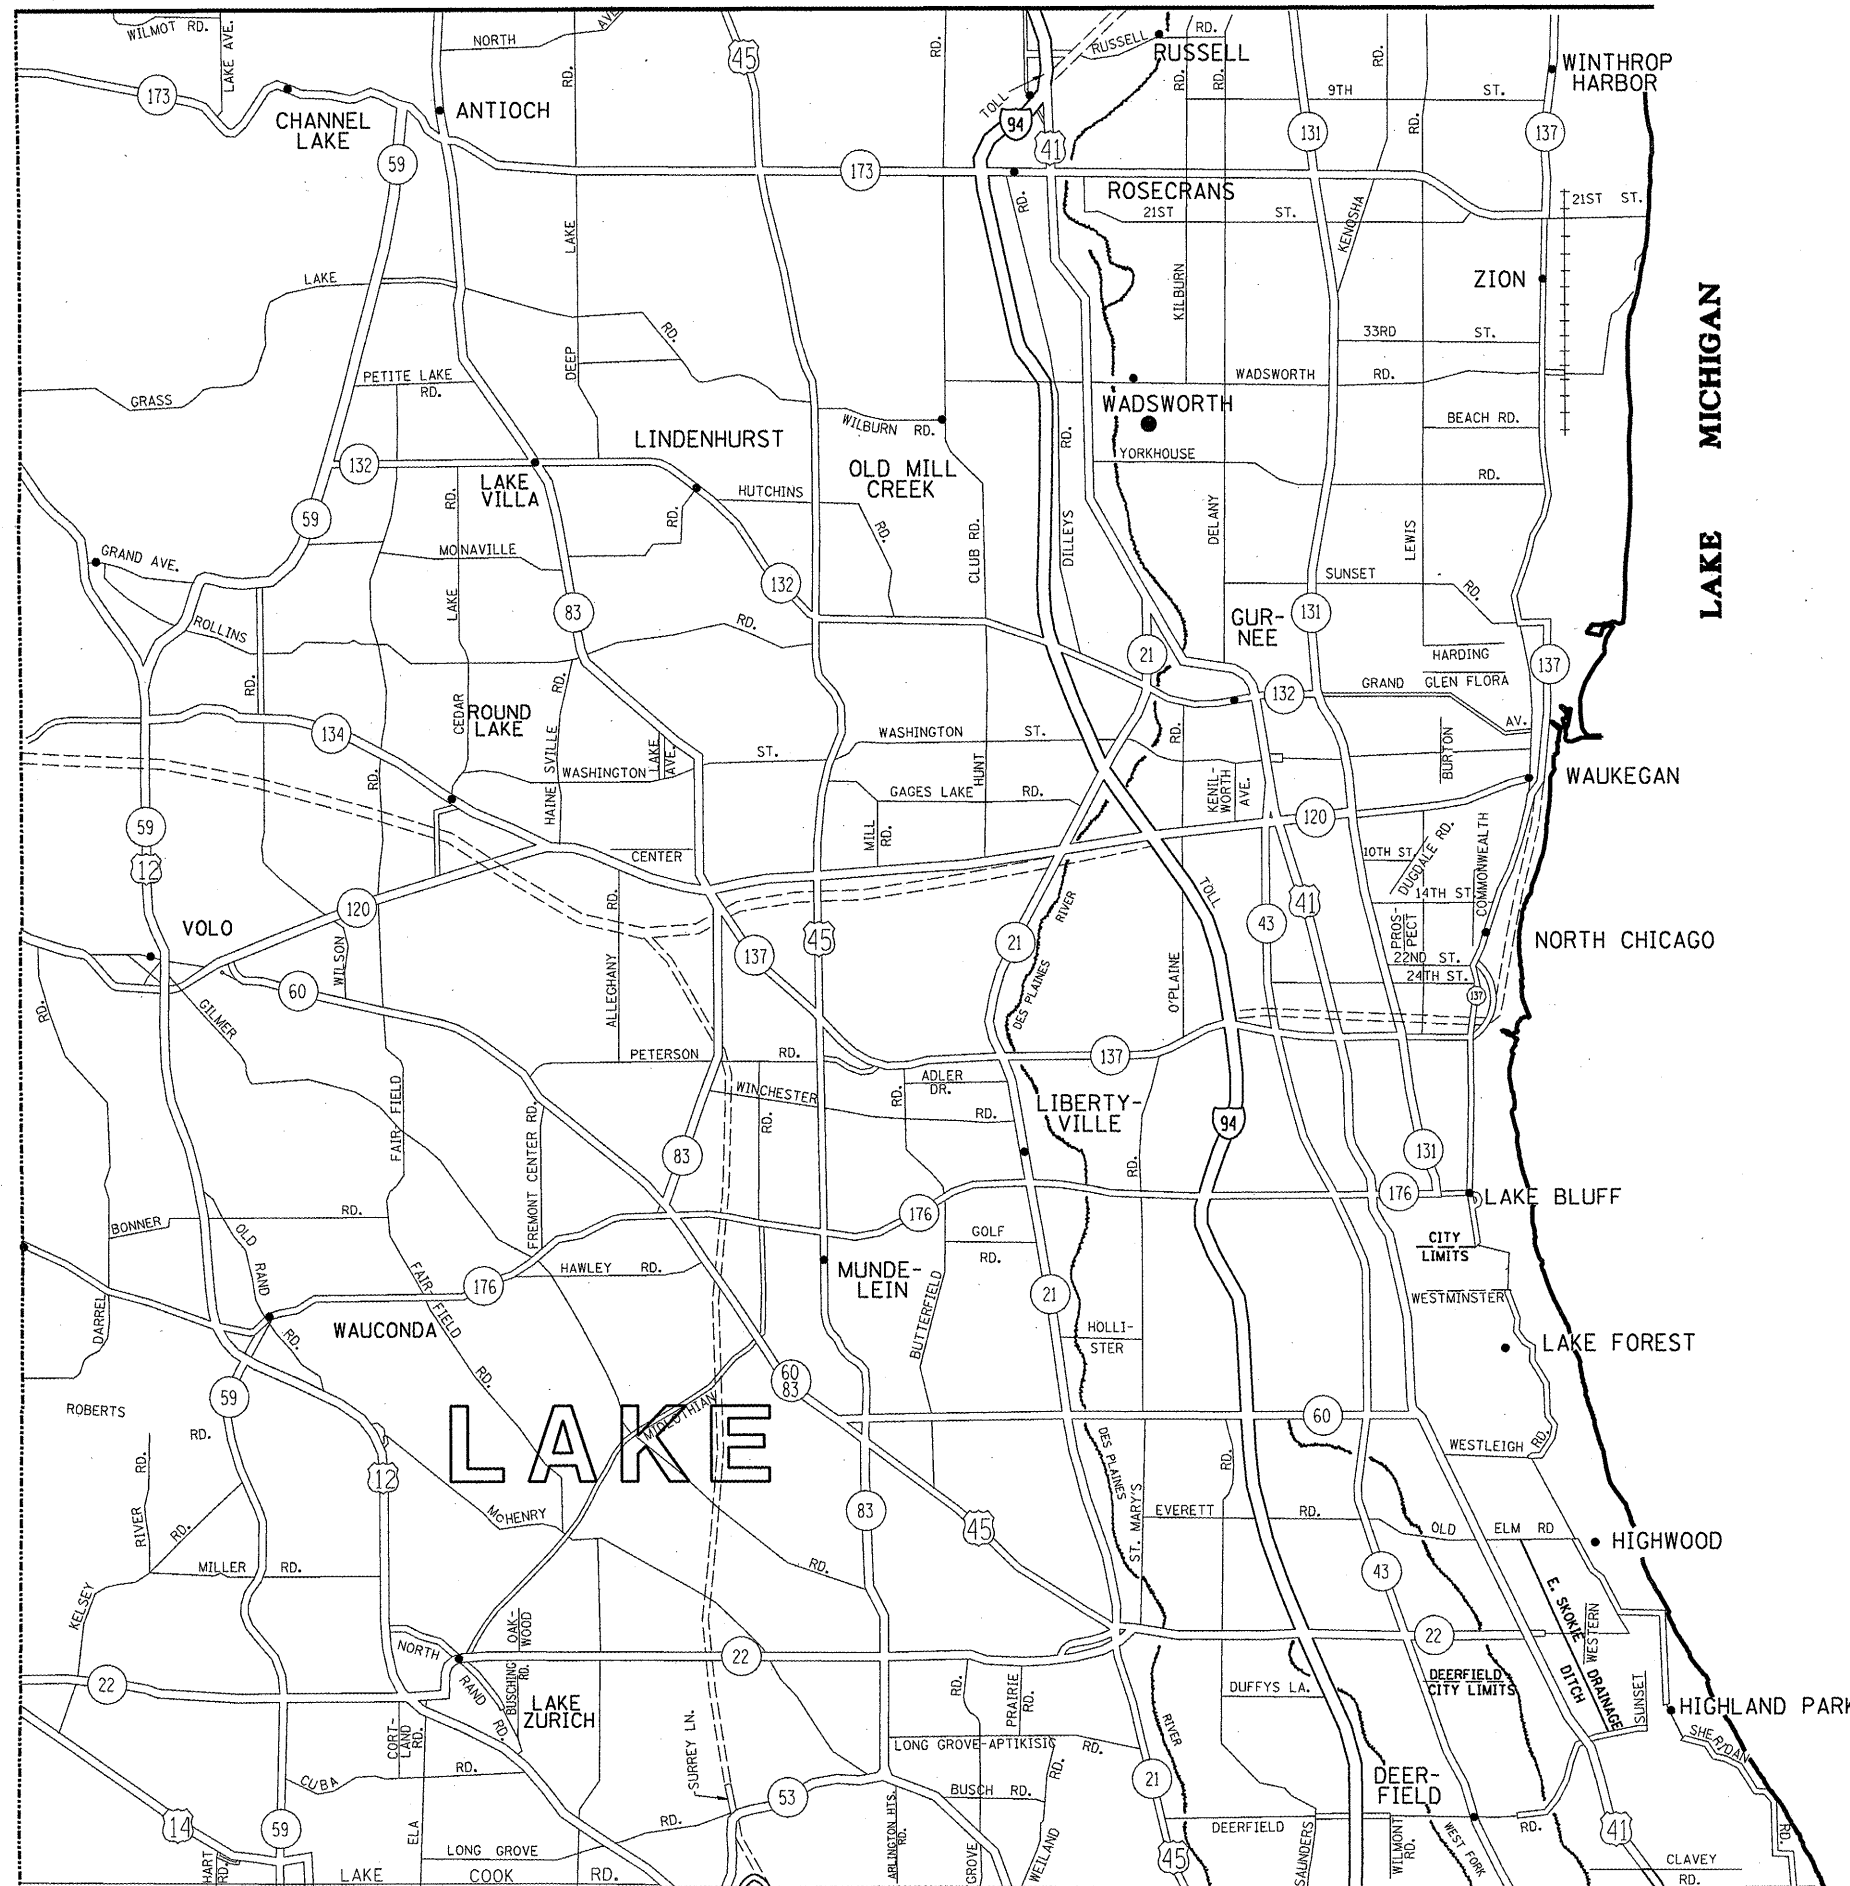 WILMOT RD.
LAKE AVE.
NORTH
AVE.
RD.
45
RD.
RUSSELL
RD.
RUSSELL
RD.
RD.
RD.
WINTHROP
HARBOR
173
CHANNEL
LAKE
ANTIOCH
TOLL
94
41
131
9TH
ST.
RD.
137
59
173
RD.
ROSECRANS
21ST
ST.
21ST ST.
KENOSHA
LAKE
LAKE
KILBURN
ZION
RD.
DEEP
33RD
ST.
PETITE LAKE
RD.
GRASS
WADSWORTH
RD.
WADSWORTH
BEACH RD.
WILBURN RD.
LINDENHURST
RD.
YORKHOUSE
RD.
132
LAKE
VILLA
OLD MILL
CREEK
HUTCHINS
RD.
RD.
RD.
59
GRAND AVE.
MONAVILLE
CLUB RD.
DILLEYS
DELANY
LEWIS
132
SUNSET
RD.
LAKE
83
ROLLINS
RD.
GUR-
NEE
131
21
HARDING
GLEN FLORA
137
RD.
RD.
CEDAR
ROUND
LAKE
132
GRAND
AV.
134
HAINESVILLE
WASHINGTON
ST.
RD.
BURTON
WASHINGTON
LAKE
AVE.
ST.
HUNT
RD.
GAGES LAKE
RD.
KENIL-
WORTH
AVE.
WAUKEGAN
59
12
MILL
RD.
120
CENTER
10TH ST.
DUGDALE RD.
14TH ST.
COMMONWEALTH
TOLL
120
RD.
41
VOLO
45
RIVER
43
PROS-
PECT
NORTH CHICAGO
WILSON
137
21
22ND ST.
24TH ST.
60
ALLEGHANY
DES PLAINES
O'PLAINE
137
RD.
GILMER
PETERSON
RD.
137
ADLER
DR.
WINCHESTER
RD.
RD.
RD.
LIBERTY-
VILLE
94
FAIR-FIELD
FREMONT CENTER RD.
83
RD.
131
176
LAKE BLUFF
176
BONNER
RD.
OLD
RAND
RD.
GOLF
RD.
CITY
LIMITS
HAWLEY RD.
MUNDE-
LEIN
176
21
WESTMINSTER
DARREL
WAUCONDA
FAIR-FIELD
RD.
BUTTERFIELD
HOLLI-
STER
LAKE FOREST
60
83
59
ROBERTS
RD.
LAKE
MIDLOTHIAN
60
WESTLEIGH RD.
DES PLAINES
RD.
12
RD.
RIVER
McHENRY
RD.
83
45
ST. MARY'S
EVERETT
RD.
OLD ELM RD
HIGHWOOD
RD.
MILLER RD.
43
KELSEY
E. SKOKIE
DRAINAGE
DITCH
WESTERN
NORTH
RAND
RD.
OAK-
WOOD
BUSCHING
RD.
22
22
22
RD.
PRAIRIE
RD.
DUFFYS LA.
DEERFIELD
CITY LIMITS
SUNSET
LAKE
ZURICH
HIGHLAND PARK
SHERIDAN
RD.
CORT-
LAND
RD.
SURREY LN.
LONG GROVE-APTIKISIC RD.
RIVER
CUBA
RD.
53
BUSCH RD.
RD.
21
DEER-
FIELD
14
59
ELA
RD.
ARLINGTON HTS.
RD.
GROVE
WEILAND
45
DEERFIELD
RD.
SAUNDERS
WILMONT
RD.
WEST FORK
41
LONG GROVE
HART
RD.
LAKE
COOK
RD.
CLAVEY
RD.
LAKE MICHIGAN